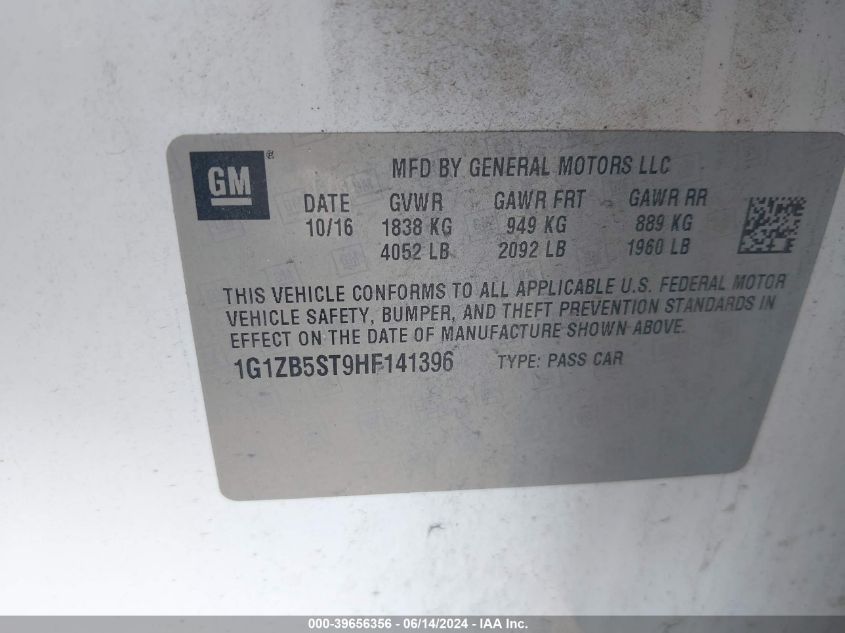 GM
MFD BY GENERAL MOTORS LLC
DATE GVWR GAWR FRT GAWR RR
10/16 1838 KG 949 KG 889 KG
4052 LB 2092 LB 1960 LB
THIS VEHICLE CONFORMS TO ALL APPLICABLE U.S. FEDERAL MOTOR
VEHICLE SAFETY, BUMPER, AND THEFT PREVENTION STANDARDS IN
EFFECT ON THE DATE OF MANUFACTURE SHOWN ABOVE.
1G1ZB5ST9HF141396 TYPE: PASS CAR
000-39656356 - 06/14/2024 - IAA Inc.